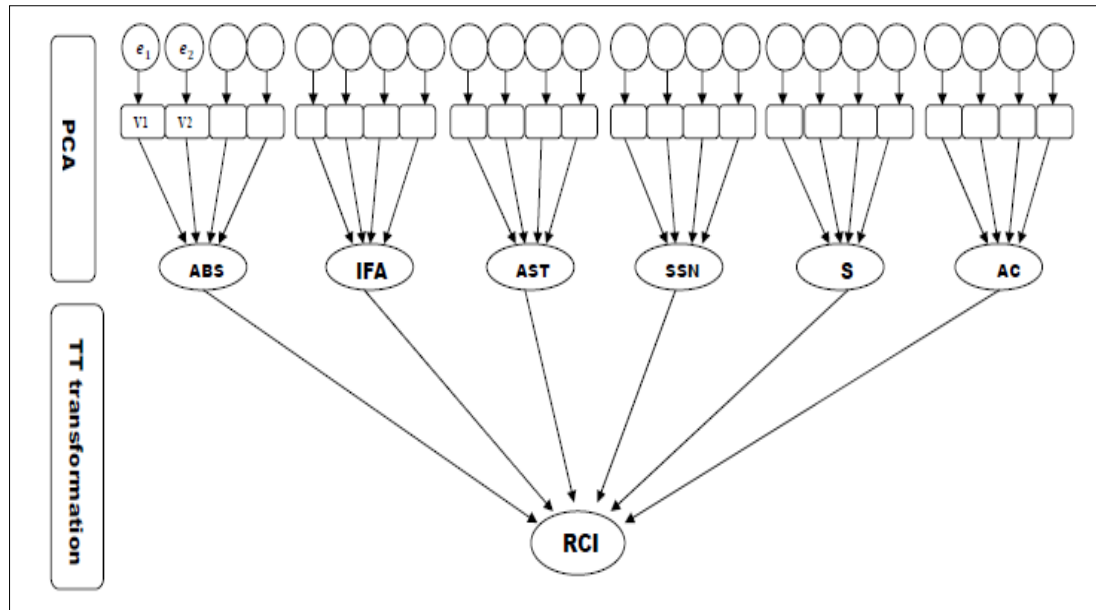 e₁ e₂
V1 V2
PCA
ABS IFA AST SSN S AC
TT transformation
RCI